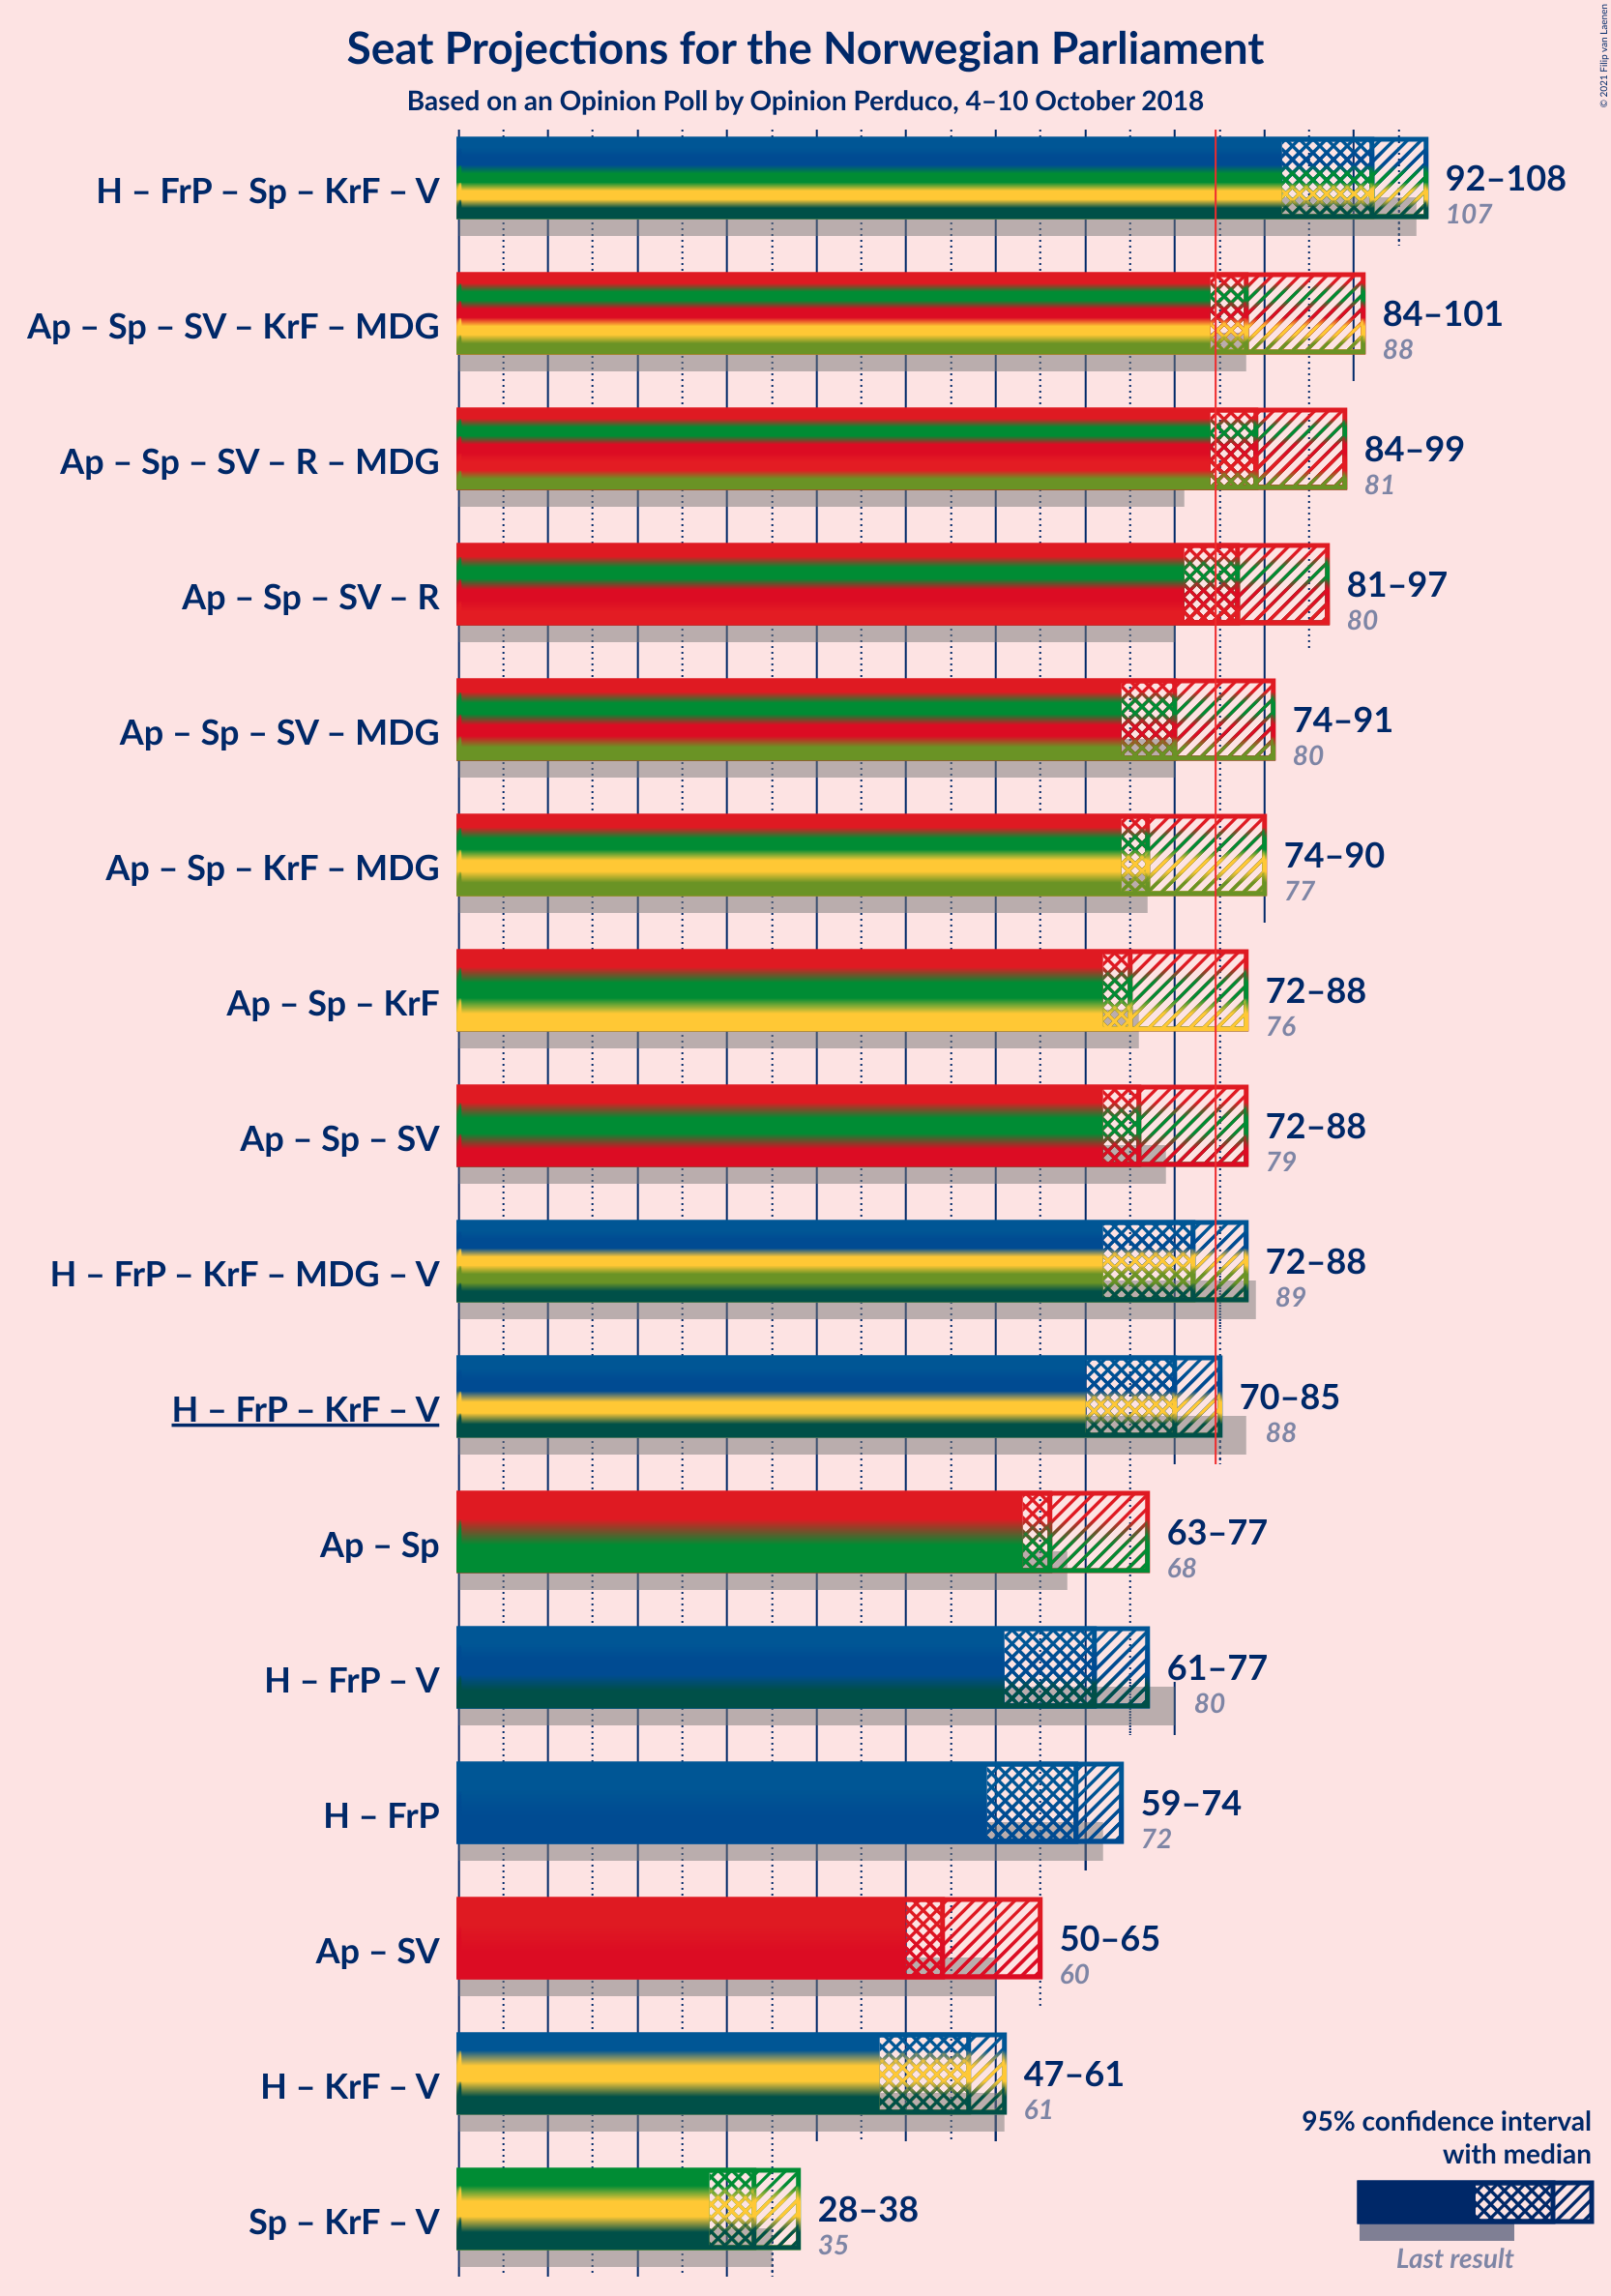 Seat Projections for the Norwegian Parliament
Based on an Opinion Poll by Opinion Perduco, 4–10 October 2018
© 2021 Filip van Laenen
H – FrP – Sp – KrF – V
92–108
107
Ap – Sp – SV – KrF – MDG
84–101
88
Ap – Sp – SV – R – MDG
84–99
81
Ap – Sp – SV – R
81–97
80
Ap – Sp – SV – MDG
74–91
80
Ap – Sp – KrF – MDG
74–90
77
Ap – Sp – KrF
72–88
76
Ap – Sp – SV
72–88
79
H – FrP – KrF – MDG – V
72–88
89
H – FrP – KrF – V
70–85
88
Ap – Sp
63–77
68
H – FrP – V
61–77
80
H – FrP
59–74
72
Ap – SV
50–65
60
H – KrF – V
47–61
61
Sp – KrF – V
28–38
35
95% confidence interval
with median
Last result